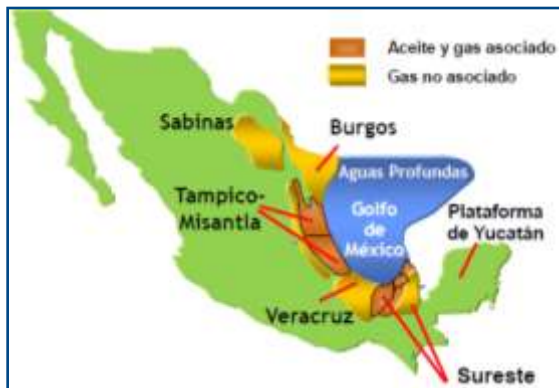 Aceite y gas asociado
Gas no asociado
Sabinas
Burgos
Aguas Profundas
Tampico-
Misantla
Golfo
de
México
Plataforma
de Yucatán
Veracruz
Sureste